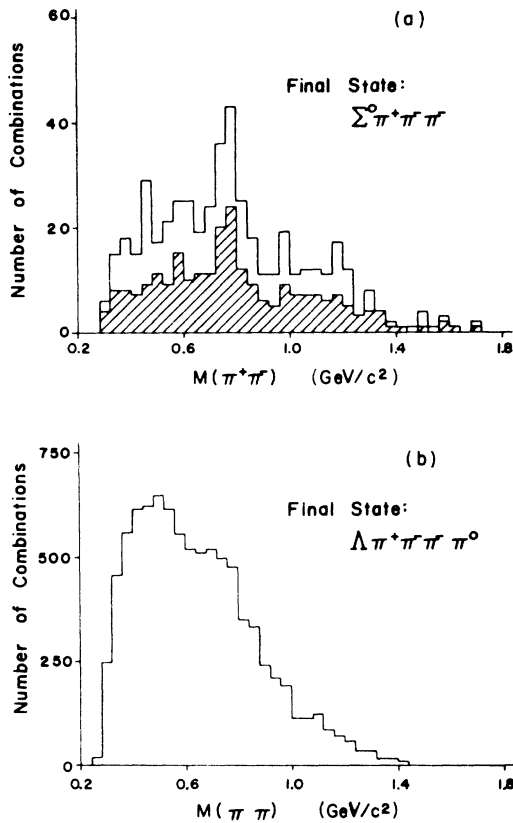 (a)
60
40
20
0
Number of Combinations
Final State:
Σ⁰π⁺π⁻π⁻
0.2 0.6 1.0 1.4 1.8
M(π⁺π⁻) (GeV/c²)
(b)
750
500
250
0
Number of Combinations
Final State:
Λπ⁺π⁻π⁻π⁰
0.2 0.6 1.0 1.4 1.8
M(π π) (GeV/c²)